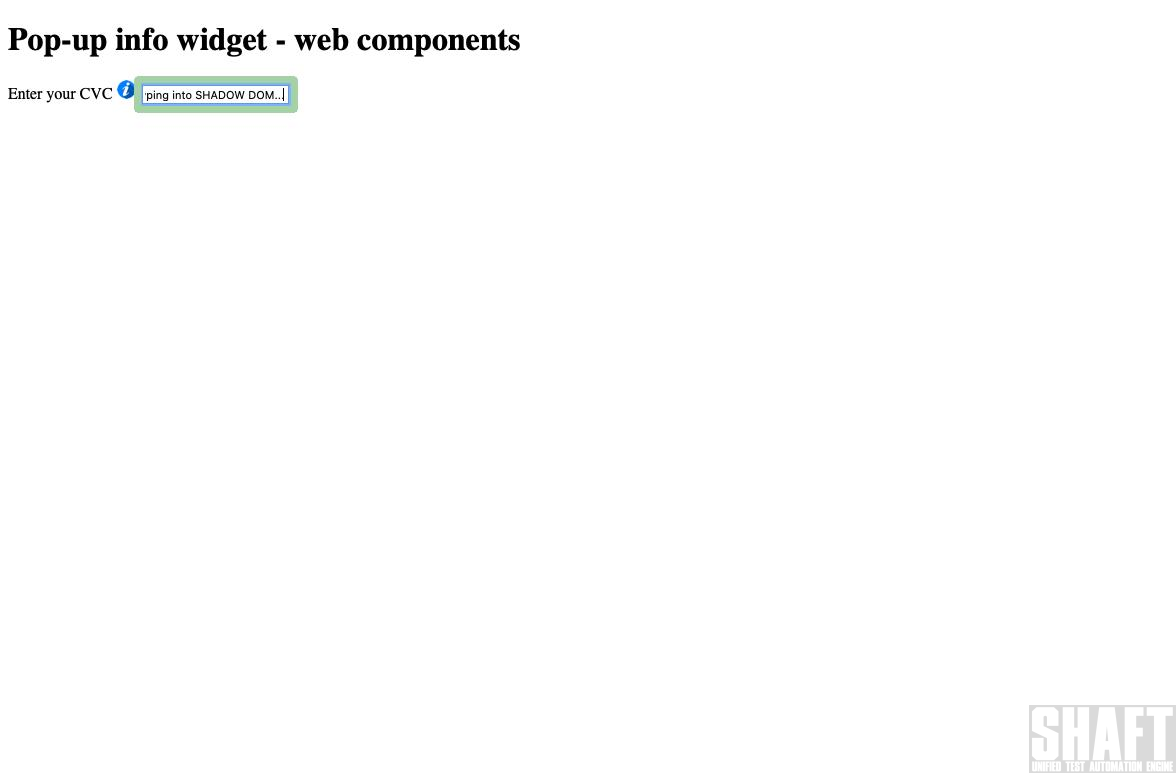 Pop-up info widget - web components
Enter your CVC i ping into SHADOW DOM...
SHAFT
UNIFIED TEST AUTOMATION ENGINE